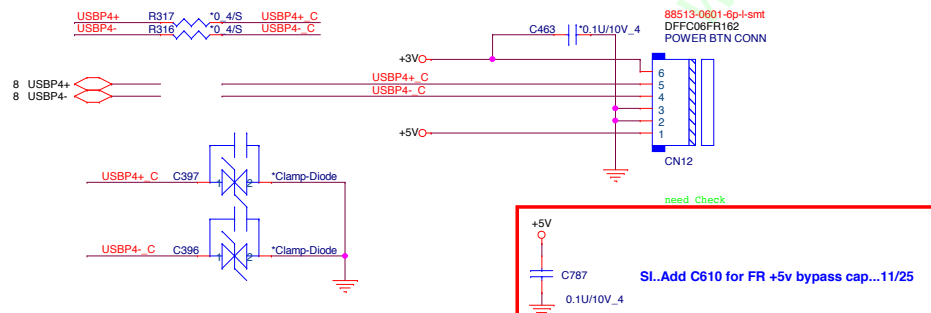 USBP4+ R317 *0_4/S USBP4+_C
USBP4- R316 *0_4/S USBP4-_C
88513-0601-6p-l-smt
DFFC06FR162
POWER BTN CONN
C463 *0.1U/10V_4
+3V
8 USBP4+ USBP4+_C
8 USBP4- USBP4-_C
6
5
4
3
2
1
+5V
CN12
USBP4+_C C397 1 2 *Clamp-Diode
USBP4-_C C396 1 2 *Clamp-Diode
need Check
+5V
C787
0.1U/10V_4
SI..Add C610 for FR +5v bypass cap...11/25